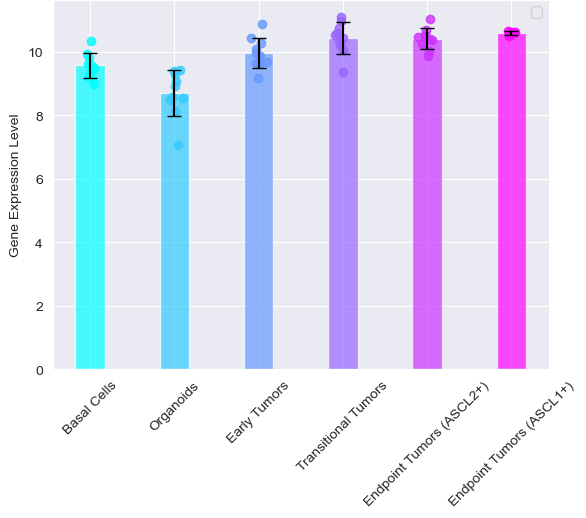 Gene Expression Level
10
8
6
4
2
0
Basal Cells
Organoids
Early Tumors
Transitional Tumors
Endpoint Tumors (ASCL2+)
Endpoint Tumors (ASCL1+)